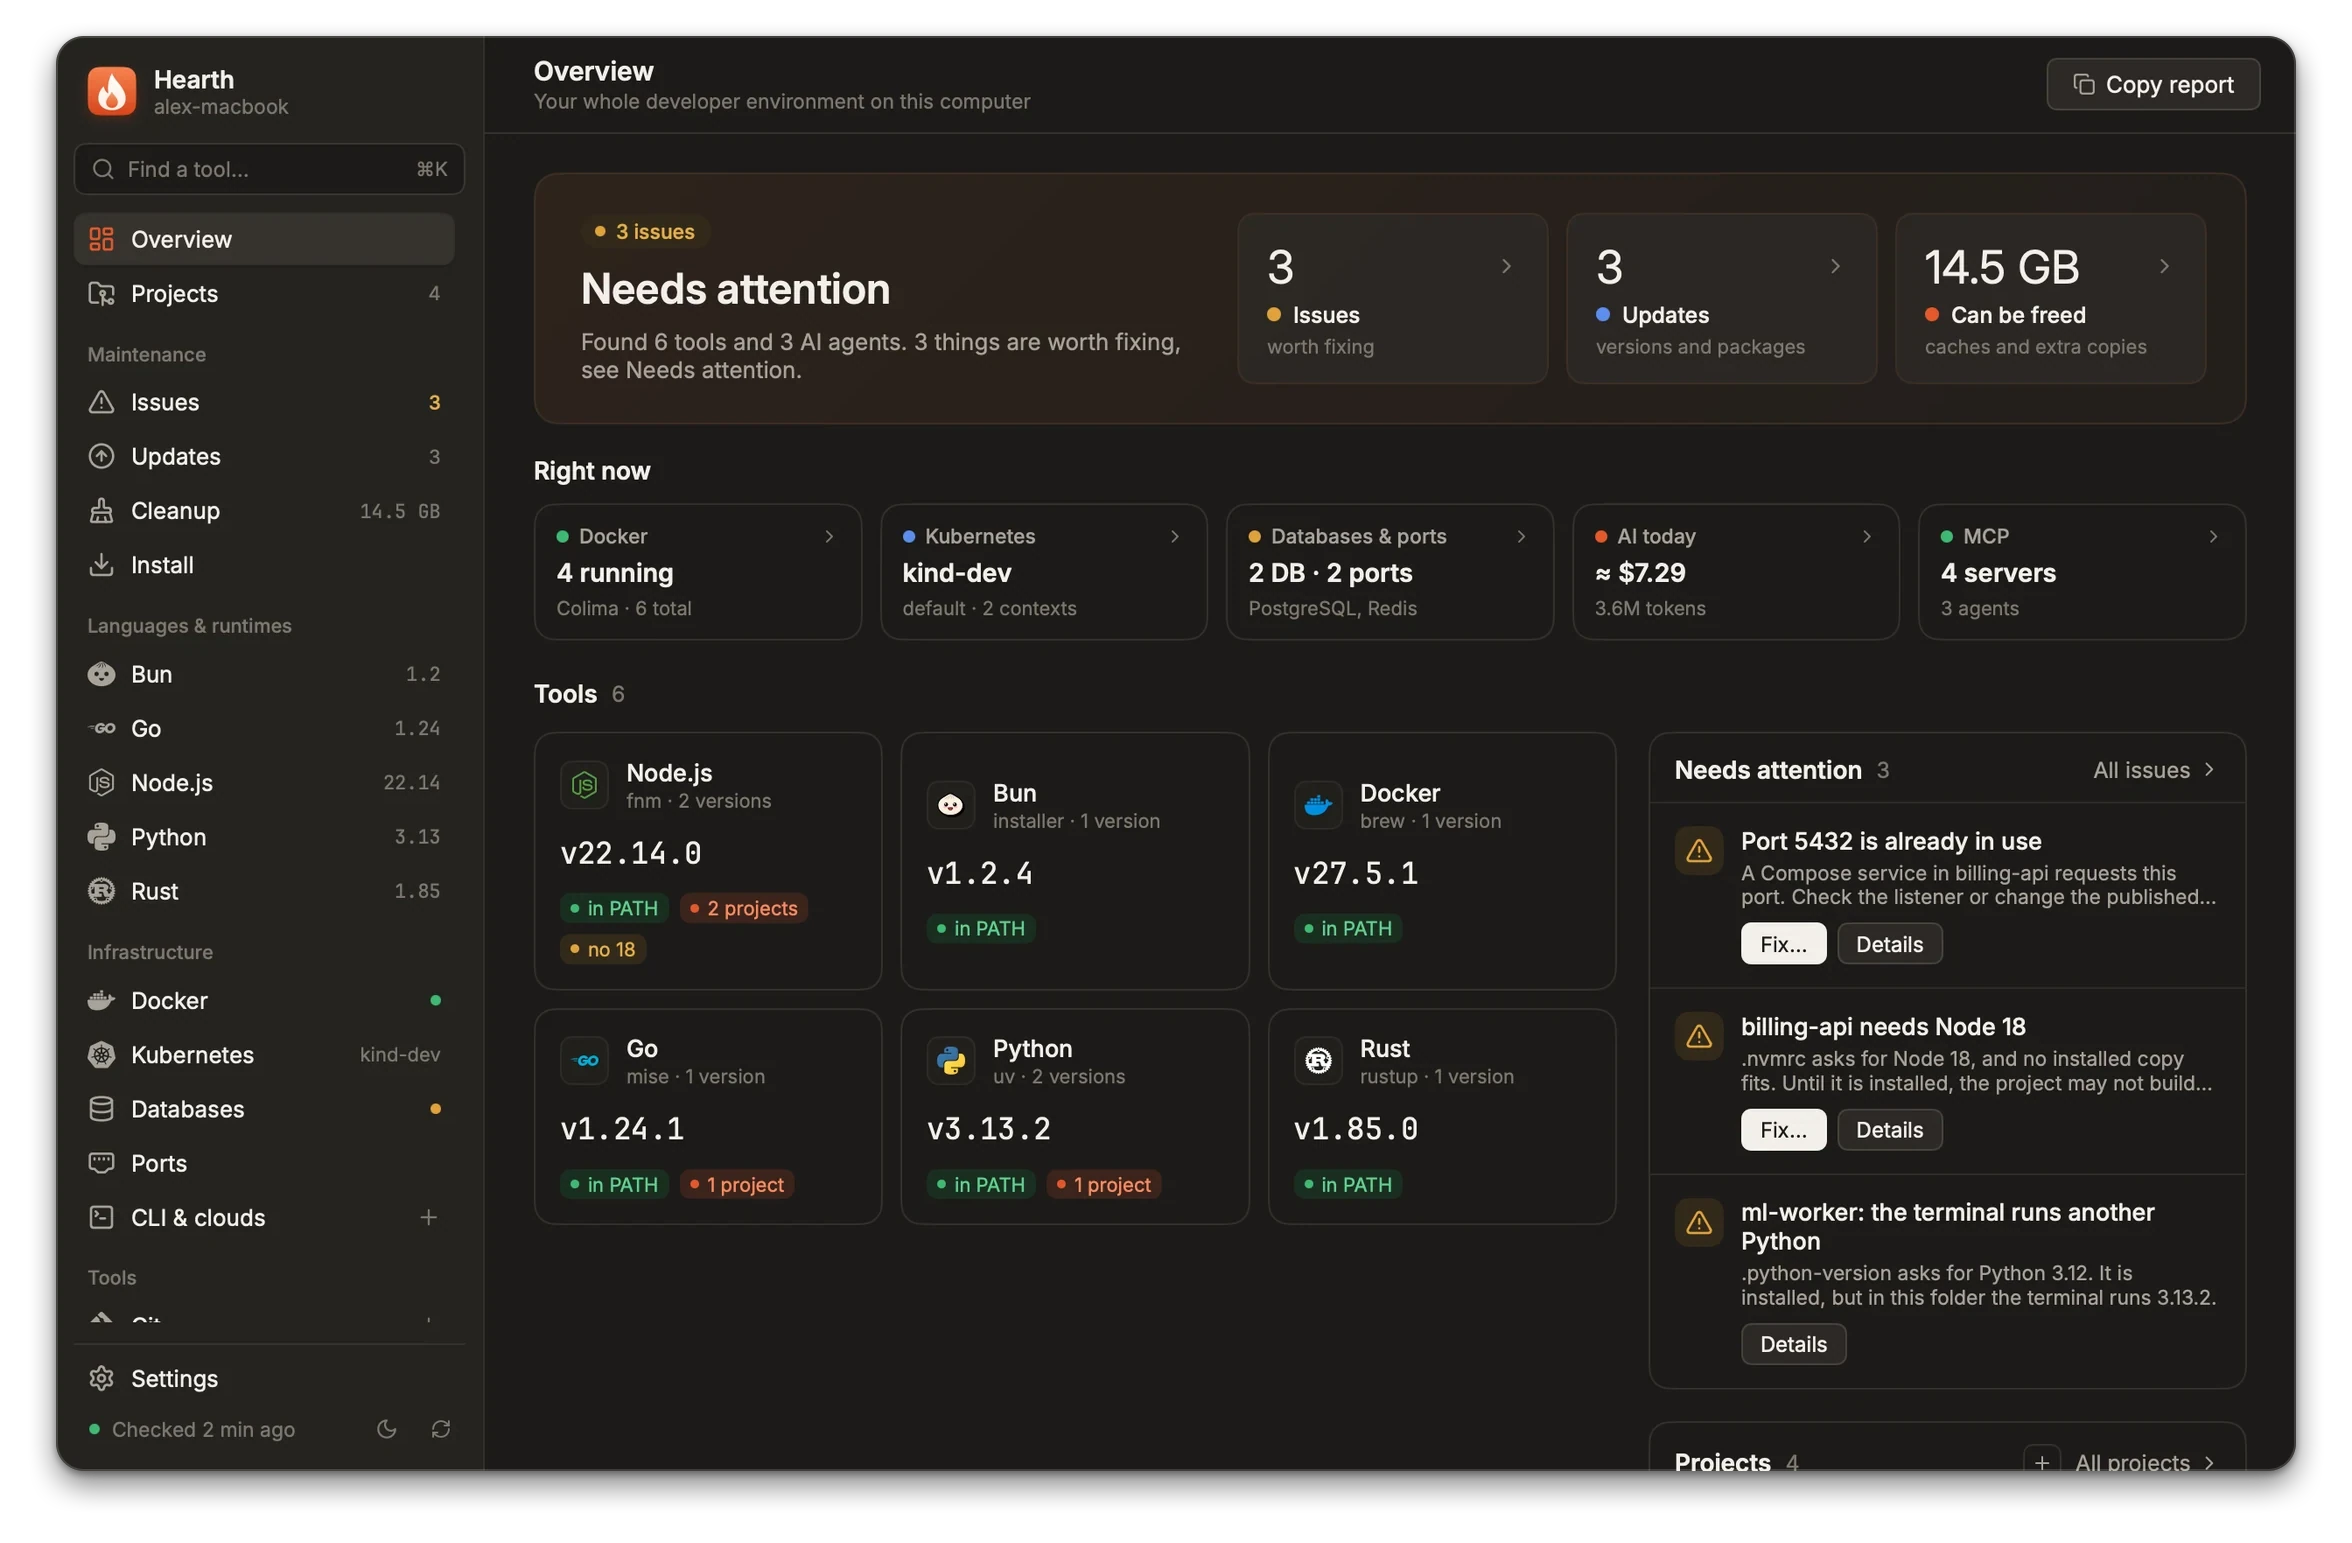 Hearth
alex-macbook
Find a tool... ⌘K
Overview
Projects 4
Maintenance
Issues 3
Updates 3
Cleanup 14.5 GB
Install
Languages & runtimes
Bun 1.2
Go 1.24
Node.js 22.14
Python 3.13
Rust 1.85
Infrastructure
Docker
Kubernetes kind-dev
Databases
Ports
CLI & clouds
Tools
Git
Settings
Checked 2 min ago
Overview
Your whole developer environment on this computer
Copy report
3 issues
Needs attention
Found 6 tools and 3 AI agents. 3 things are worth fixing,
see Needs attention.
3
Issues
worth fixing
3
Updates
versions and packages
14.5 GB
Can be freed
caches and extra copies
Right now
Docker
4 running
Colima · 6 total
Kubernetes
kind-dev
default · 2 contexts
Databases & ports
2 DB · 2 ports
PostgreSQL, Redis
AI today
≈ $7.29
3.6M tokens
MCP
4 servers
3 agents
Tools 6
Node.js
fnm · 2 versions
v22.14.0
in PATH 2 projects
no 18
Bun
installer · 1 version
v1.2.4
in PATH
Docker
brew · 1 version
v27.5.1
in PATH
Go
mise · 1 version
v1.24.1
in PATH 1 project
Python
uv · 2 versions
v3.13.2
in PATH 1 project
Rust
rustup · 1 version
v1.85.0
in PATH
Needs attention 3 All issues
Port 5432 is already in use
A Compose service in billing-api requests this
port. Check the listener or change the published...
Fix... Details
billing-api needs Node 18
.nvmrc asks for Node 18, and no installed copy
fits. Until it is installed, the project may not build...
Fix... Details
ml-worker: the terminal runs another
Python
.python-version asks for Python 3.12. It is
installed, but in this folder the terminal runs 3.13.2.
Details
Projects 4 All projects